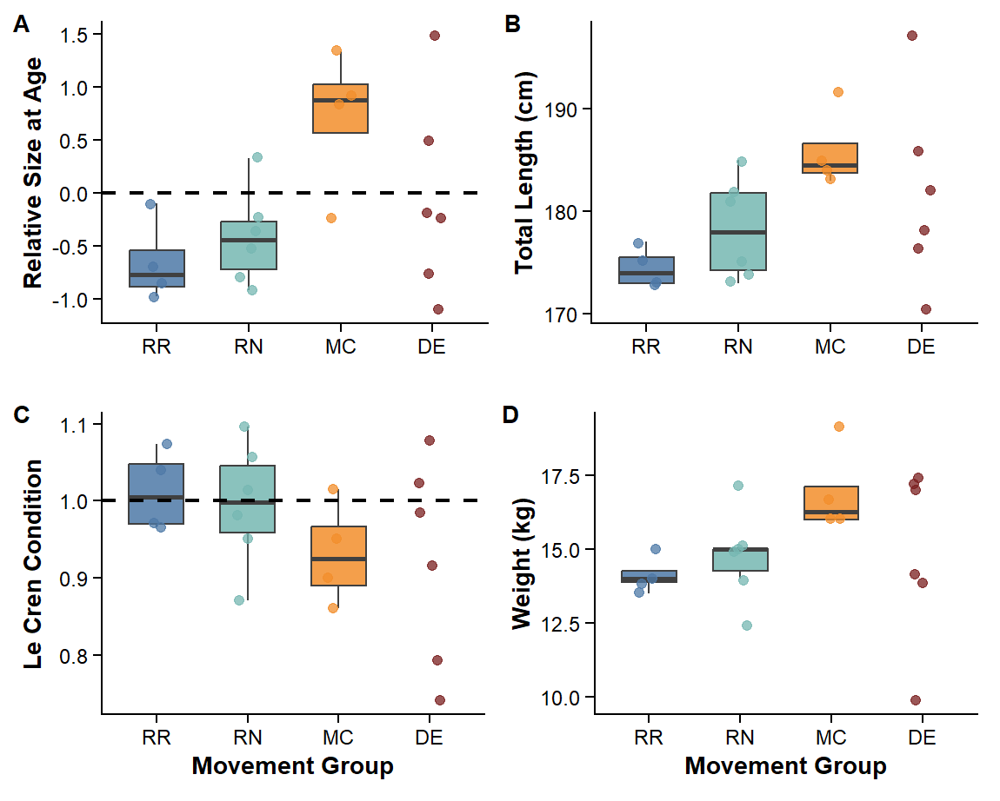 A
Relative Size at Age
1.5
1.0
0.5
0.0
-0.5
-1.0
RR RN MC DE
B
Total Length (cm)
190
180
170
RR RN MC DE
C
Le Cren Condition
1.1
1.0
0.9
0.8
RR RN MC DE
Movement Group
D
Weight (kg)
17.5
15.0
12.5
10.0
RR RN MC DE
Movement Group